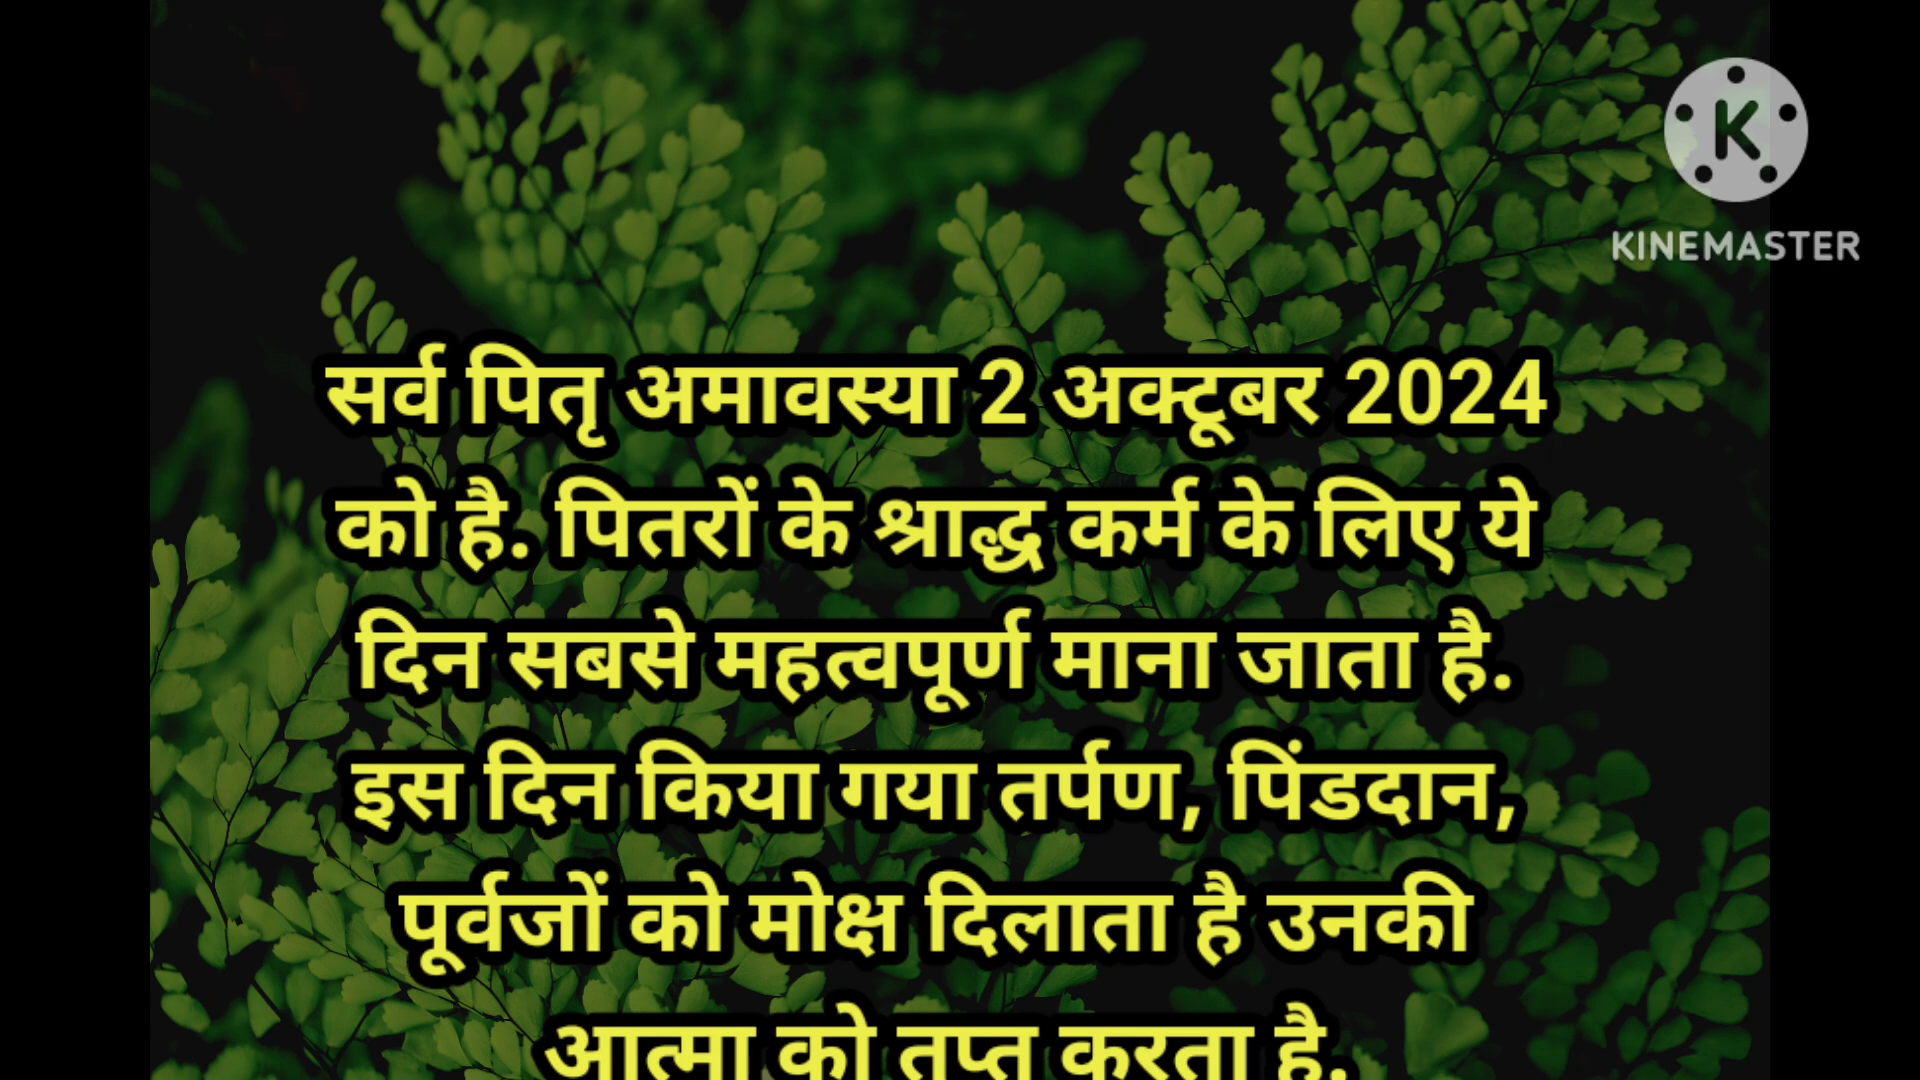 K
KINEMASTER
सर्व पितृ अमावस्या 2 अक्टूबर 2024
को है. पितरों के श्राद्ध कर्म के लिए ये
दिन सबसे महत्वपूर्ण माना जाता है.
इस दिन किया गया तर्पण, पिंडदान,
पूर्वजों को मोक्ष दिलाता है उनकी
आत्मा को करता है.